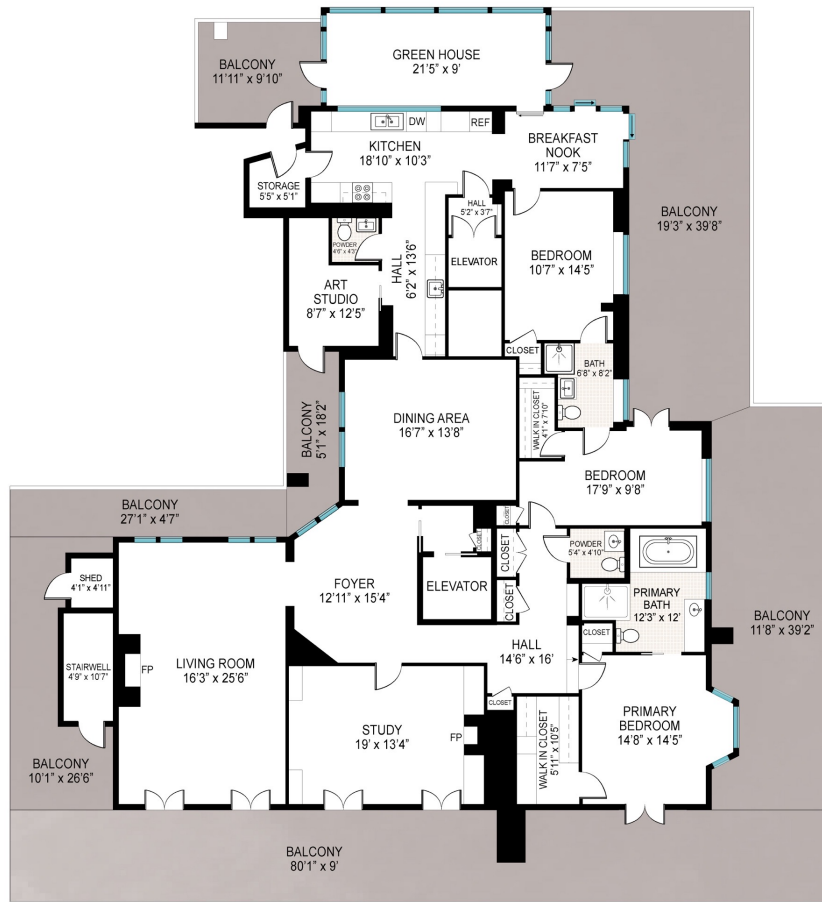 GREEN HOUSE
21'5" x 9'
BALCONY
11'11" x 9'10"
DW
REF
KITCHEN
18'10" x 10'3"
BREAKFAST
NOOK
11'7" x 7'5"
STORAGE
5'5" x 5'1"
HALL
5'2" x 3'7"
BALCONY
19'3" x 39'8"
POWDER
4'6" x 4'3"
HALL
6'2" x 13'6"
ELEVATOR
BEDROOM
10'7" x 14'5"
ART
STUDIO
8'7" x 12'5"
CLOSET
BATH
6'8" x 8'2"
BALCONY
5'1" x 18'2"
DINING AREA
16'7" x 13'8"
WALK IN CLOSET
4'1" x 7'10"
BEDROOM
17'9" x 9'8"
BALCONY
27'1" x 4'7"
CLOSET
CLOSET
CLOSET
POWDER
5'4" x 4'10"
SHED
4'1" x 4'11"
FOYER
12'11" x 15'4"
ELEVATOR
CLOSET
PRIMARY
BATH
12'3" x 12'
BALCONY
11'8" x 39'2"
CLOSET
HALL
14'6" x 16'
STAIRWELL
4'9" x 10'7"
FP
LIVING ROOM
16'3" x 25'6"
CLOSET
STUDY
19' x 13'4"
FP
WALK IN CLOSET
5'11" x 10'5"
PRIMARY
BEDROOM
14'8" x 14'5"
BALCONY
10'1" x 26'6"
BALCONY
80'1" x 9'